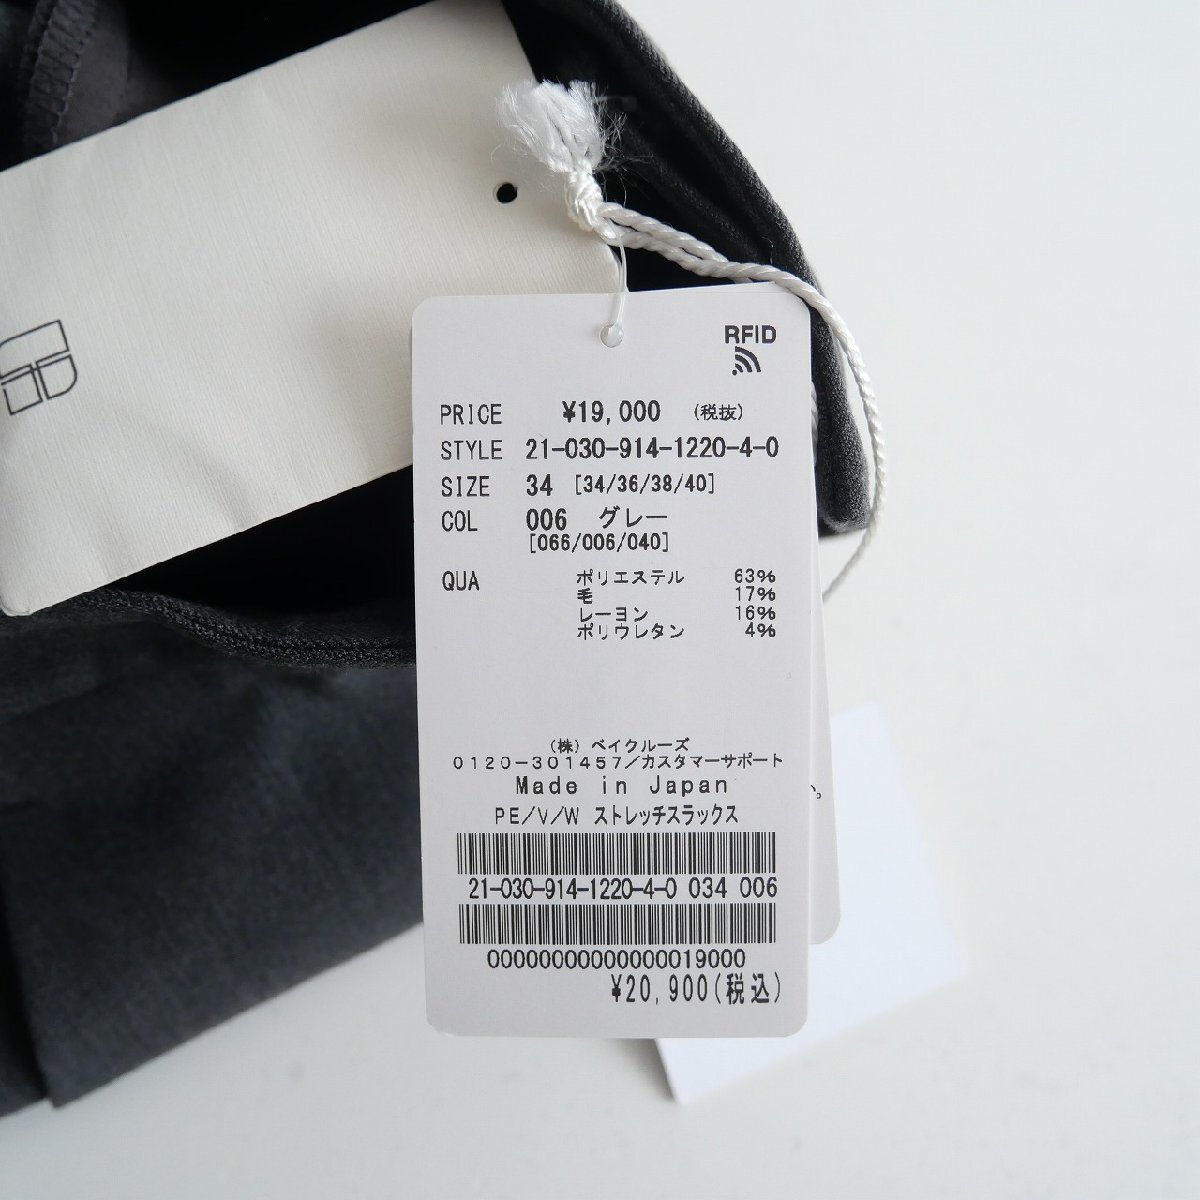 RFID
PRICE ¥19,000 (税抜)
STYLE 21-030-914-1220-4-0
SIZE 34 [34/36/38/40]
COL 006 グレー
[066/006/040]
QUA ポリエステル 63%
毛 17%
レーヨン 16%
ポリウレタン 4%
(株) ベイクルーズ
0120-301457/カスタマーサポート
Made in Japan
PE/V/W ストレッチスラックス
21-030-914-1220-4-0 034 006
00000000000000019000
¥20,900(税込)